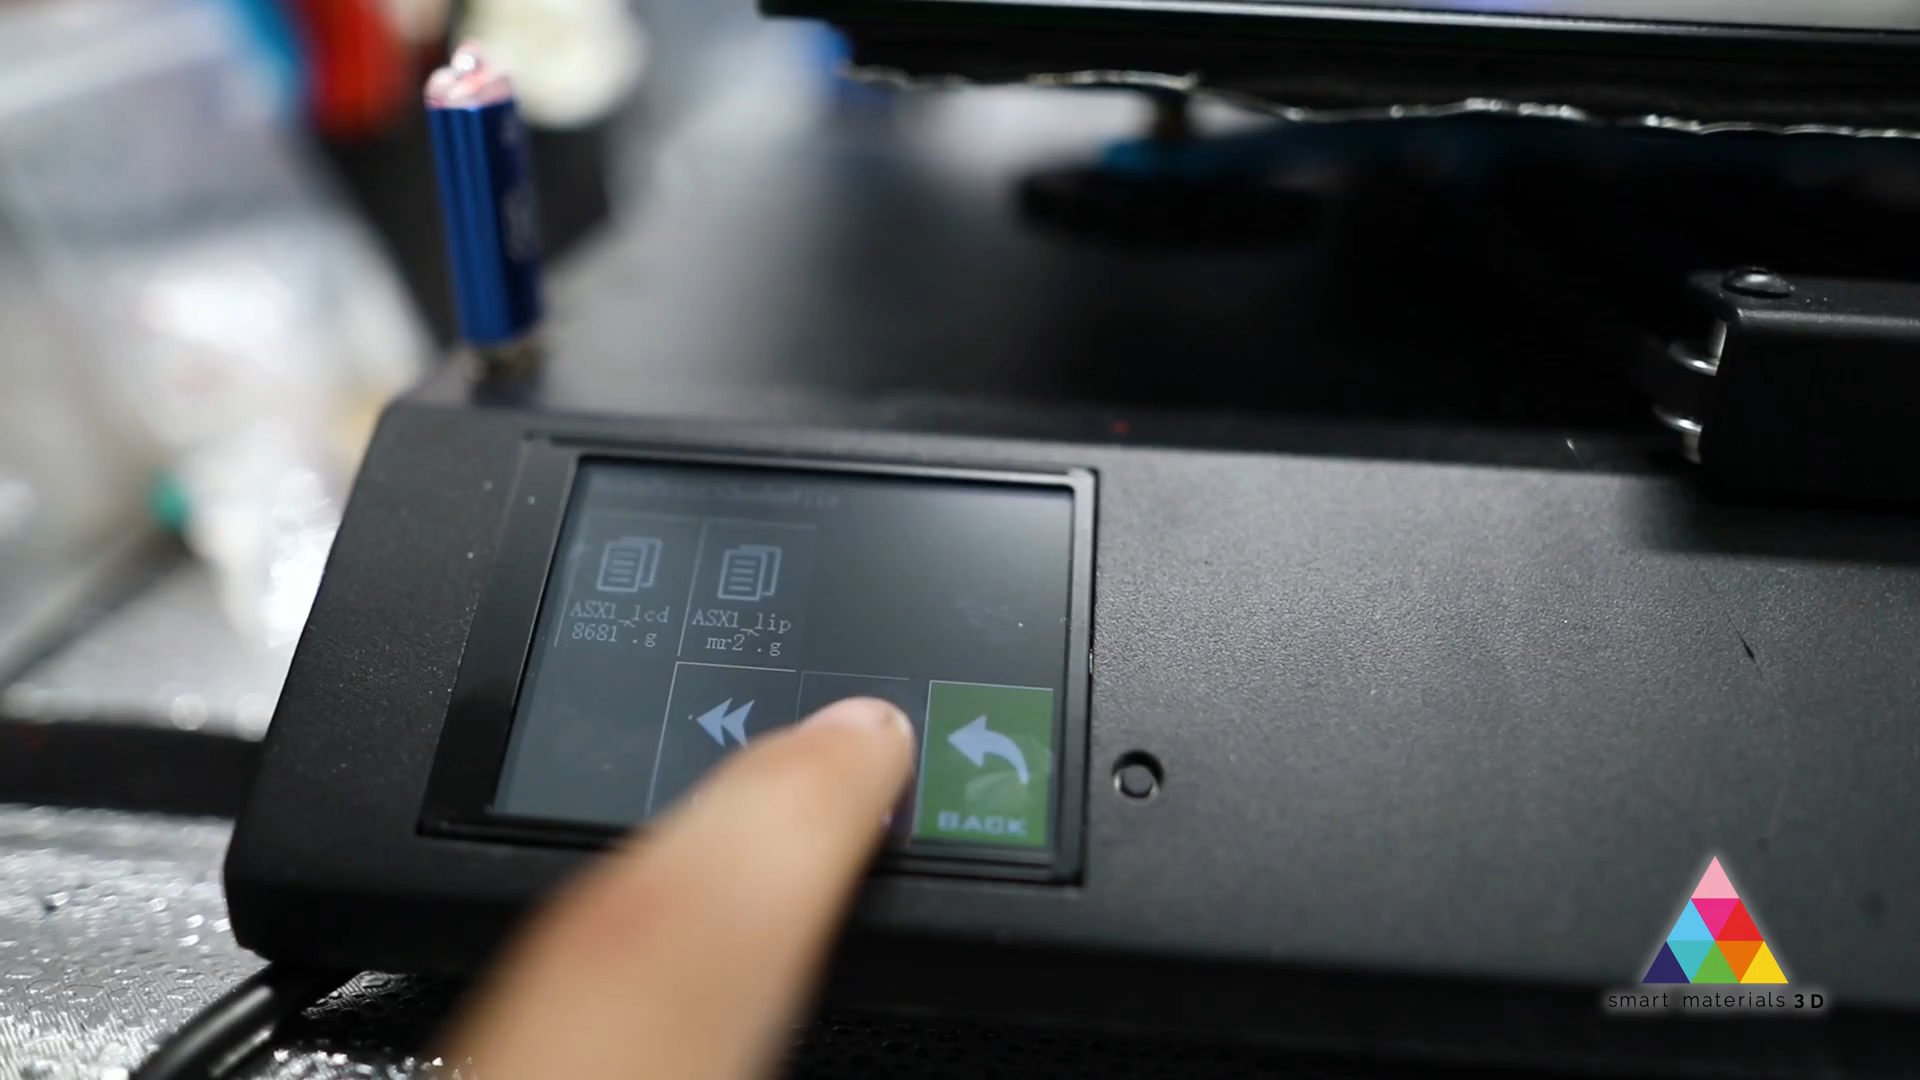 ASX1_lcd
8681~.g
ASX1_lip
mr2~.g
BACK
smart materials 3D